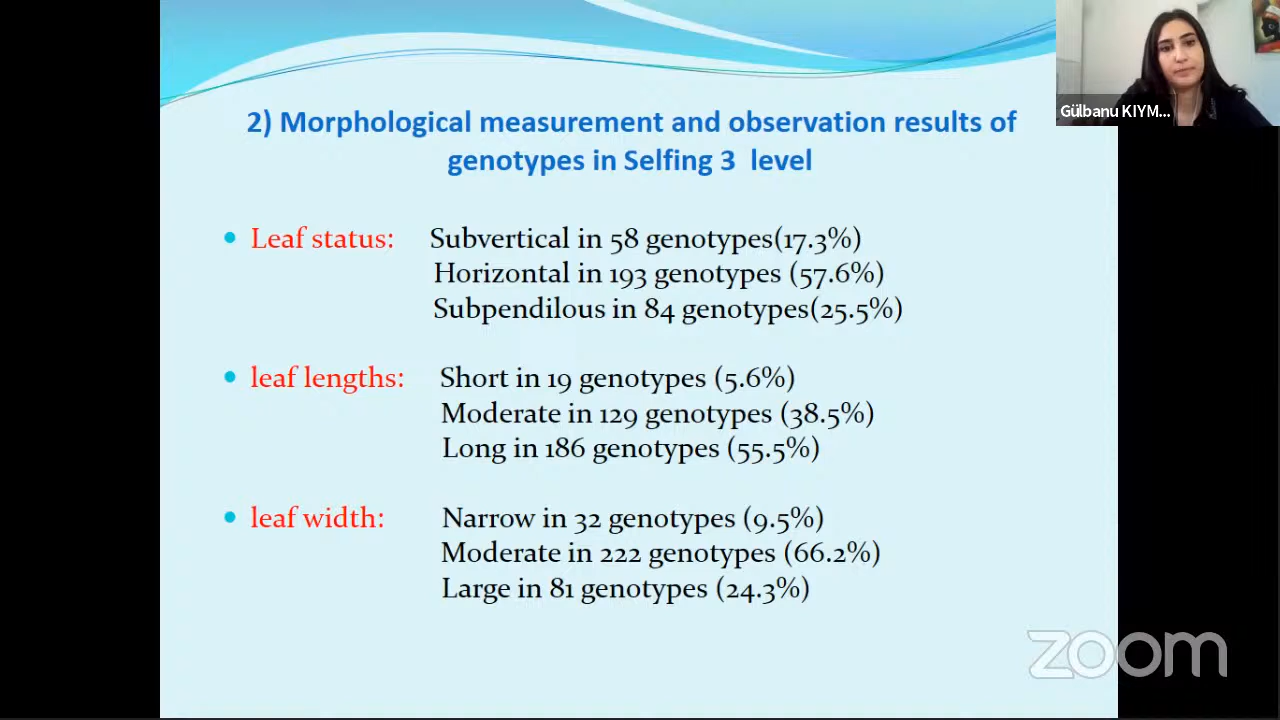 2) Morphological measurement and observation results of
genotypes in Selfing 3 level
Leaf status: Subvertical in 58 genotypes(17.3%)
Horizontal in 193 genotypes (57.6%)
Subpendilous in 84 genotypes(25.5%)
leaf lengths: Short in 19 genotypes (5.6%)
Moderate in 129 genotypes (38.5%)
Long in 186 genotypes (55.5%)
leaf width: Narrow in 32 genotypes (9.5%)
Moderate in 222 genotypes (66.2%)
Large in 81 genotypes (24.3%)
Gülbanu KIYM...
zoom